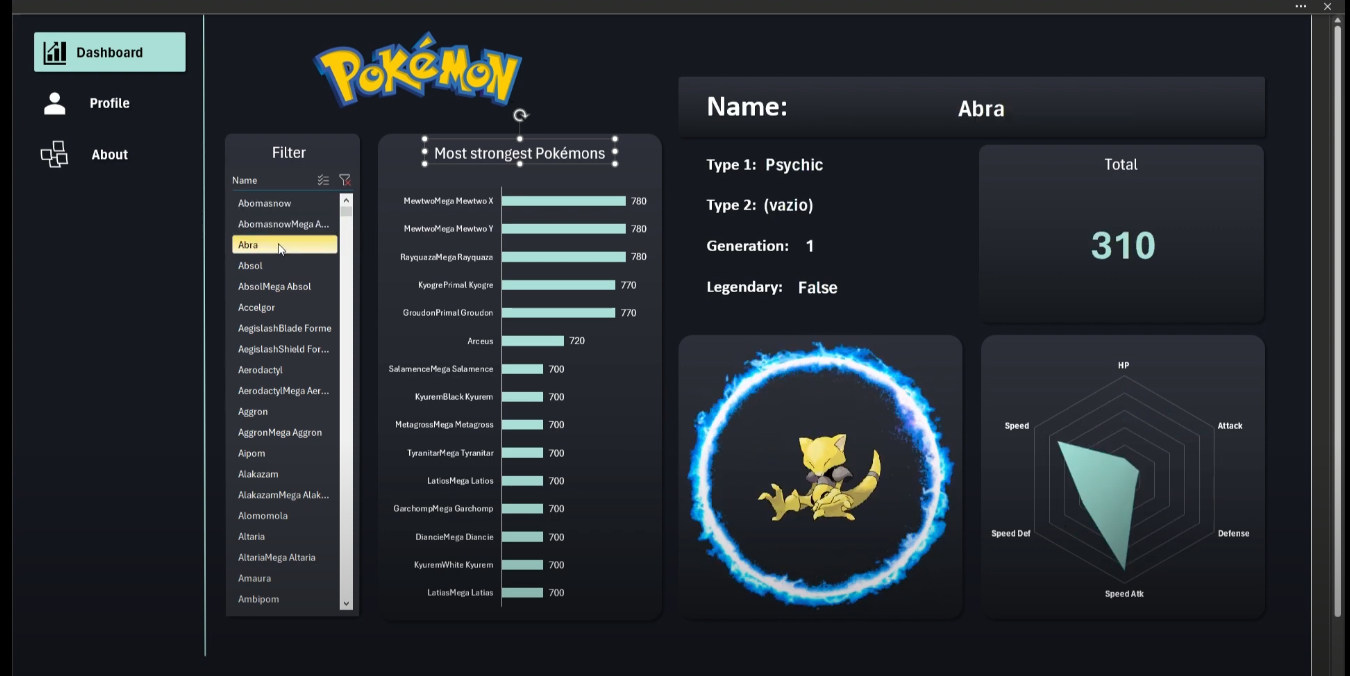 Dashboard
Profile
About
POKéMON
Filter
Name
Abomasnow
AbomasnowMega A...
Abra
Absol
AbsolMega Absol
Accelgor
AegislashBlade Forme
AegislashShield For...
Aerodactyl
AerodactylMega Aer...
Aggron
AggronMega Aggron
Aipom
Alakazam
AlakazamMega Alak...
Alomomola
Altaria
AltariaMega Altaria
Amaura
Ambipom
Most strongest Pokémons
MewtwoMega Mewtwo X 780
MewtwoMega Mewtwo Y 780
RayquazaMega Rayquaza 780
KyogrePrimal Kyogre 770
GroudonPrimal Groudon 770
Arceus 720
SalamenceMega Salamence 700
KyuremBlack Kyurem 700
MetagrossMega Metagross 700
TyranitarMega Tyranitar 700
LatiosMega Latios 700
GarchompMega Garchomp 700
DiancieMega Diancie 700
KyuremWhite Kyurem 700
LatiasMega Latias 700
Name: Abra
Type 1: Psychic
Type 2: (vazio)
Generation: 1
Legendary: False
Total
310
HP
Attack
Defense
Speed Atk
Speed Def
Speed